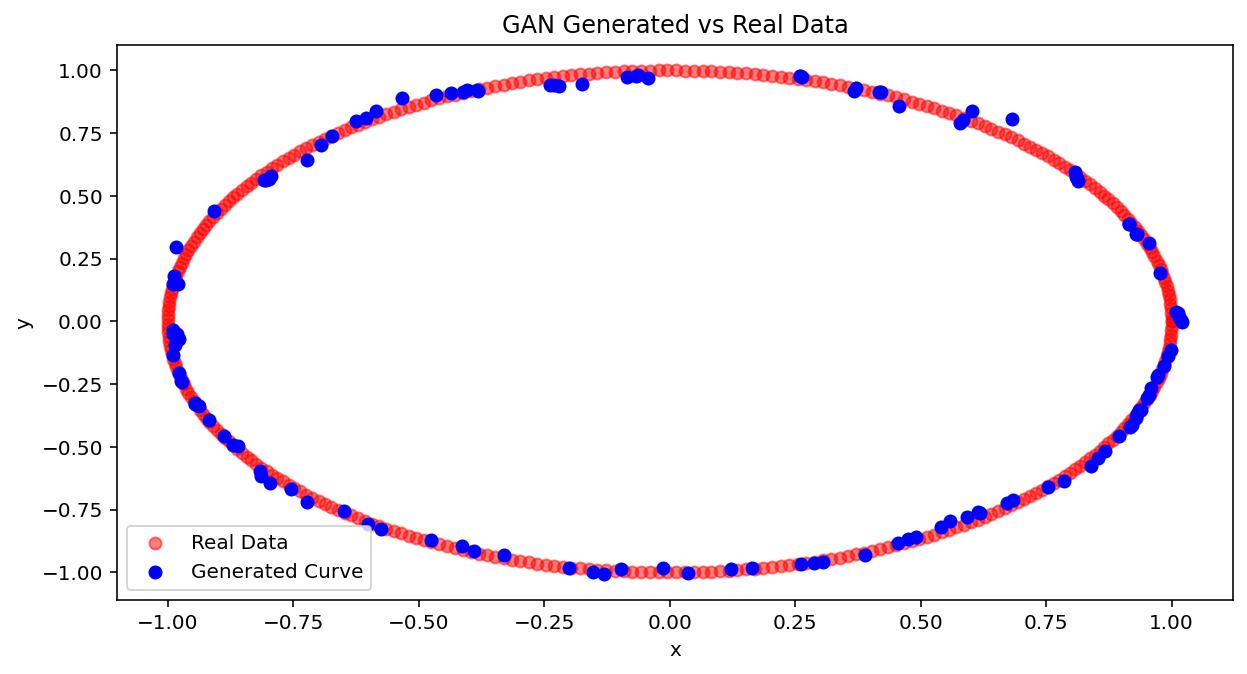 GAN Generated vs Real Data
1.00
0.75
0.50
0.25
0.00
−0.25
−0.50
−0.75
−1.00
y
Real Data
Generated Curve
−1.00 −0.75 −0.50 −0.25 0.00 0.25 0.50 0.75 1.00
x